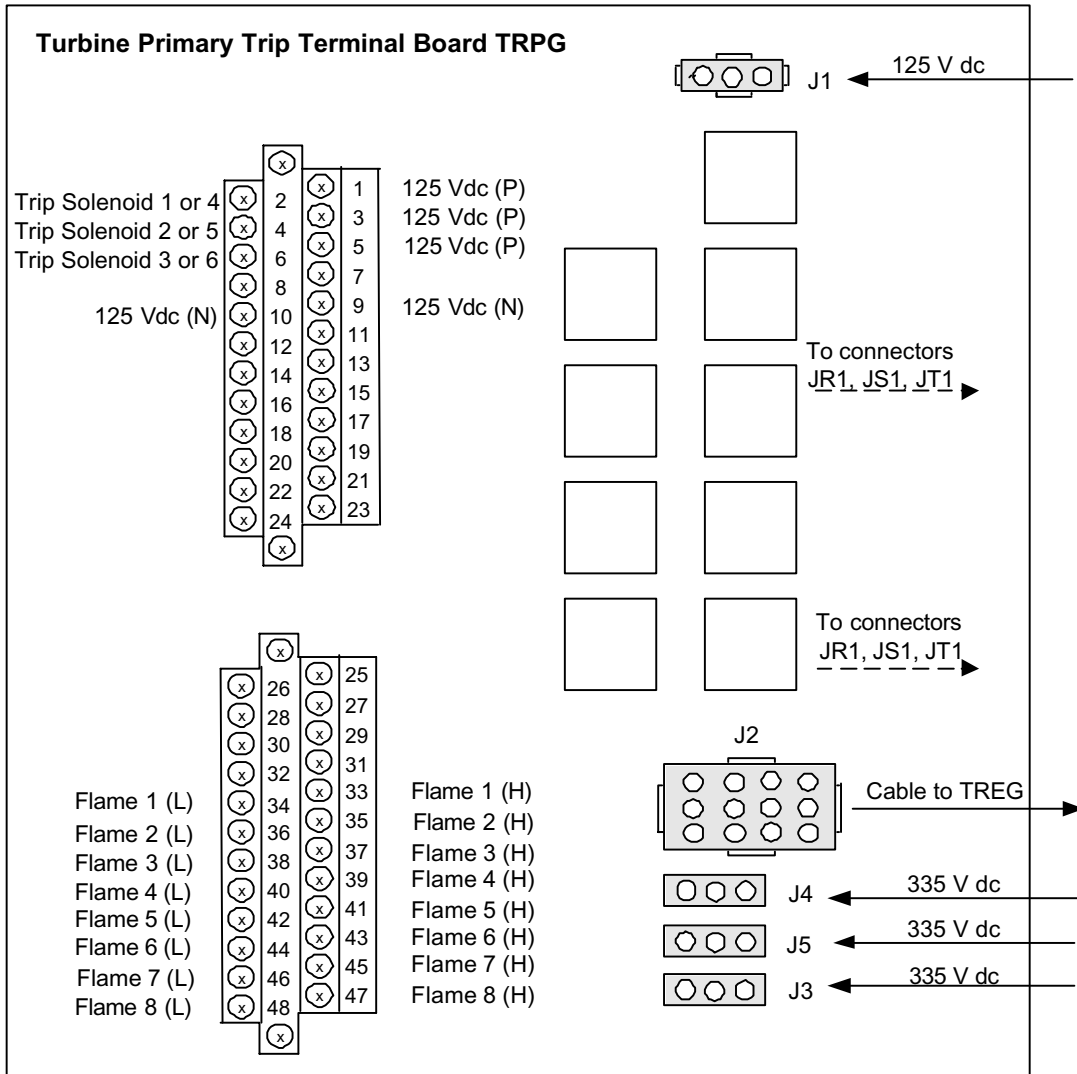 Turbine Primary Trip Terminal Board TRPG
J1
125 V dc
x
Trip Solenoid 1 or 4 x 2 x 1 125 Vdc (P)
Trip Solenoid 2 or 5 x 4 x 3 125 Vdc (P)
Trip Solenoid 3 or 6 x 6 x 5 125 Vdc (P)
x 8 x 7
125 Vdc (N) x 10 x 9 125 Vdc (N)
x 12 x 11
x 14 x 13
x 16 x 15
x 18 x 17
x 20 x 19
x 22 x 21
x 24 x 23
x
To connectors
JR1, JS1, JT1
To connectors
JR1, JS1, JT1
x
x 26 x 25
x 28 x 27
x 30 x 29
x 32 x 31
Flame 1 (L) x 34 x 33 Flame 1 (H)
Flame 2 (L) x 36 x 35 Flame 2 (H)
Flame 3 (L) x 38 x 37 Flame 3 (H)
Flame 4 (L) x 40 x 39 Flame 4 (H)
Flame 5 (L) x 42 x 41 Flame 5 (H)
Flame 6 (L) x 44 x 43 Flame 6 (H)
Flame 7 (L) x 46 x 45 Flame 7 (H)
Flame 8 (L) x 48 x 47 Flame 8 (H)
x
J2
Cable to TREG
J4 335 V dc
J5 335 V dc
J3 335 V dc